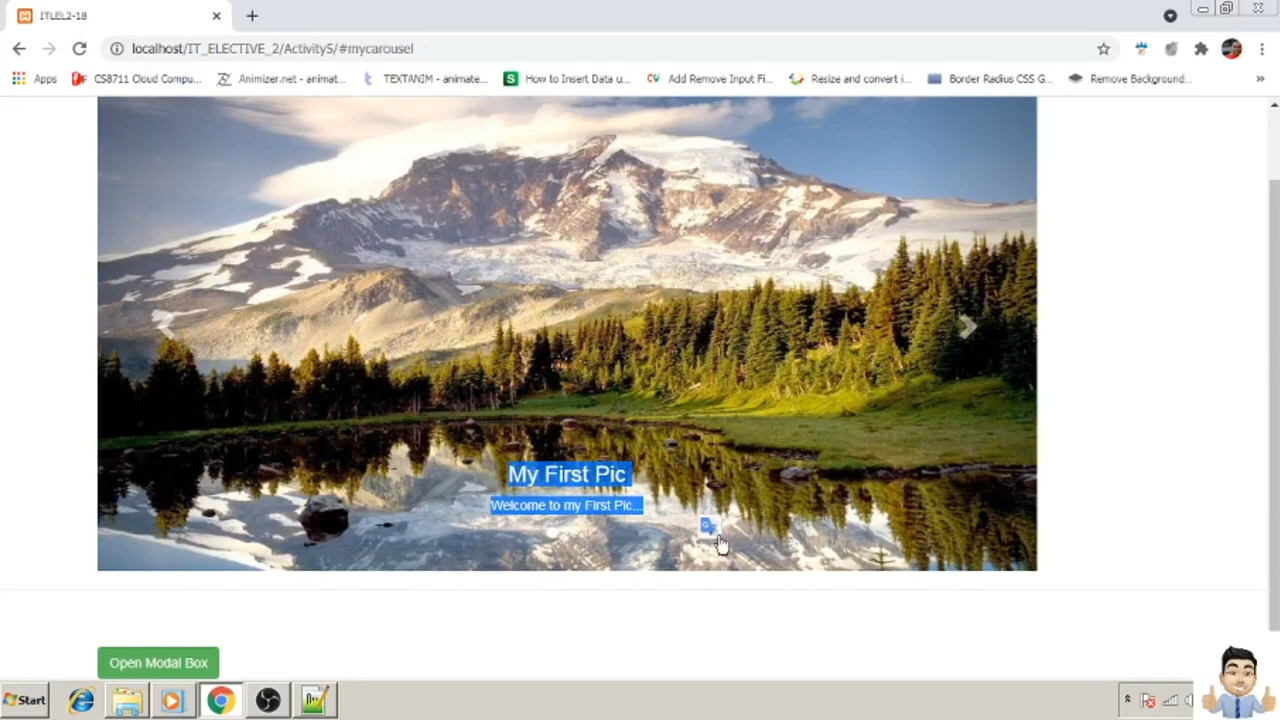 ITLEL2-18
localhost/IT_ELECTIVE_2/Activity5/#mycarousel
Apps CS8711 Cloud Compu... Animizer.net - animat... TEXTANIM - animate... How to Insert Data u... Add Remove Input Fi... Resize and convert i... Border Radius CSS G... Remove Background... »
My First Pic
Welcome to my First Pic...
Open Modal Box
Start